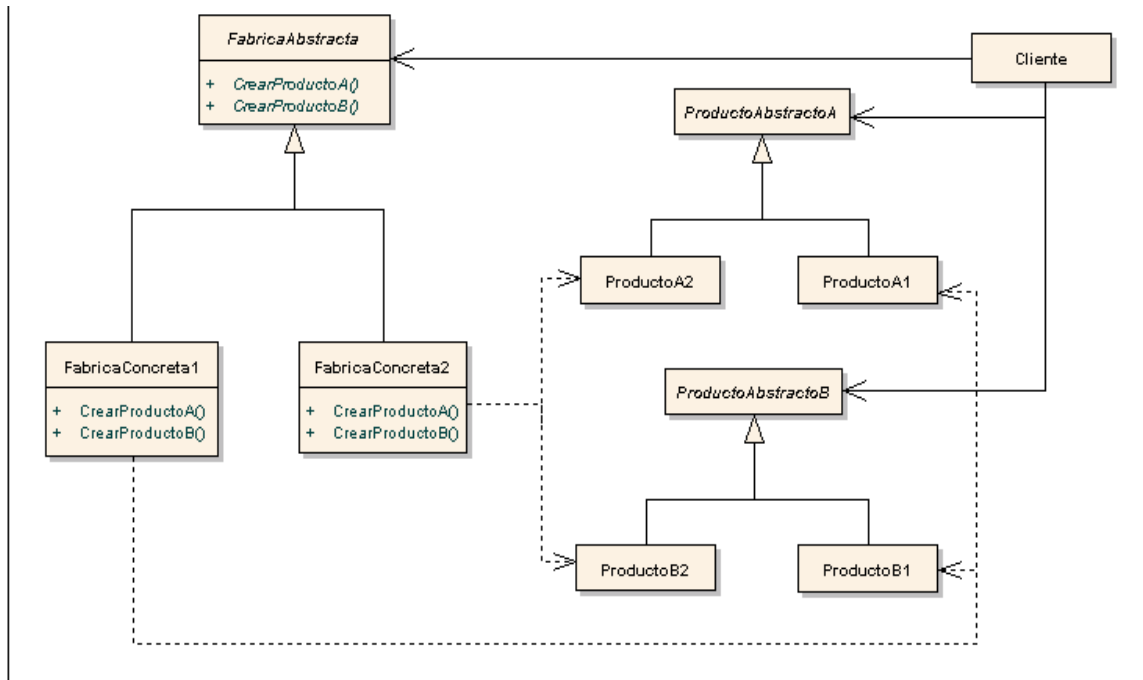 FabricaAbstracta
+ CrearProductoA()
+ CrearProductoB()
Cliente
ProductoAbstractoA
ProductoA2
ProductoA1
FabricaConcreta1
+ CrearProductoA()
+ CrearProductoB()
FabricaConcreta2
+ CrearProductoA()
+ CrearProductoB()
ProductoAbstractoB
ProductoB2
ProductoB1